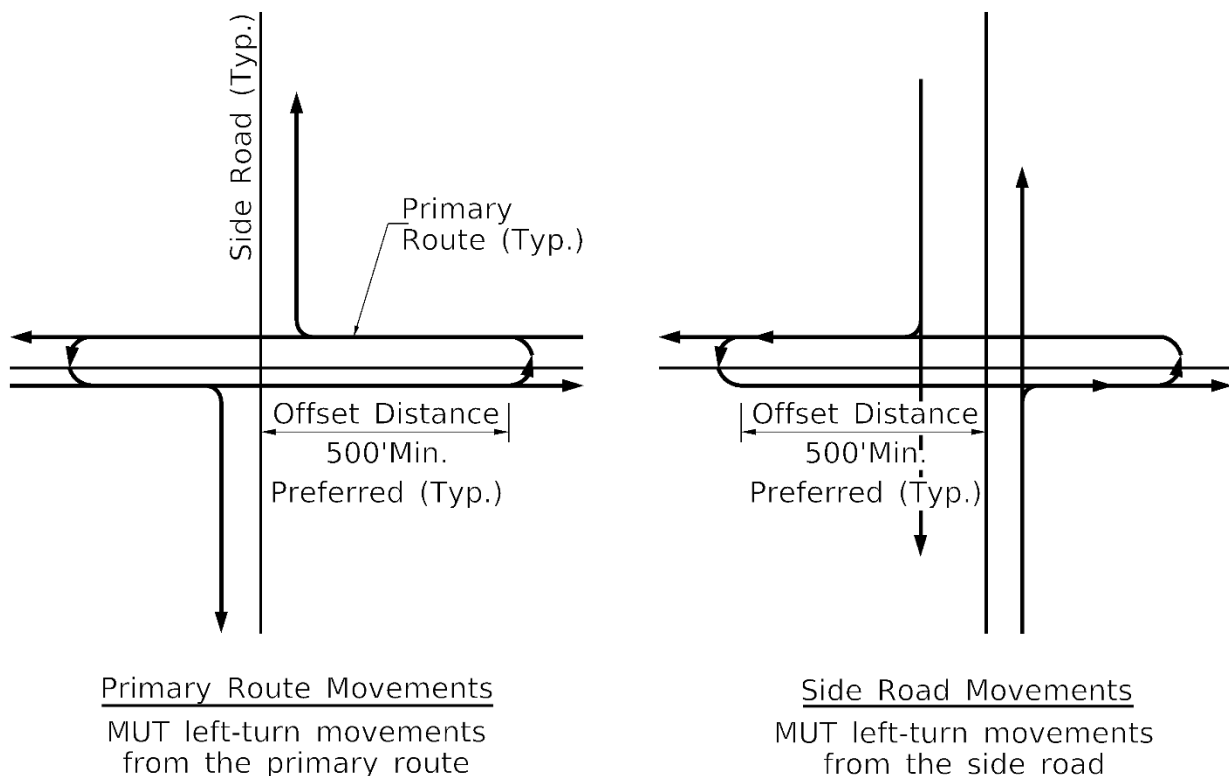 Side Road (Typ.)
Primary
Route (Typ.)
Offset Distance
500'Min.
Preferred (Typ.)
Primary Route Movements
MUT left-turn movements
from the primary route
Offset Distance
500'Min.
Preferred (Typ.)
Side Road Movements
MUT left-turn movements
from the side road